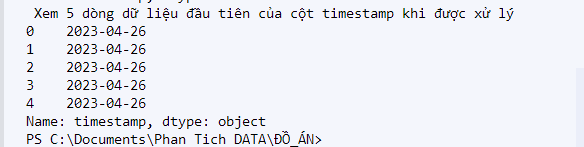 Xem 5 dòng dữ liệu đầu tiên của cột timestamp khi được xử lý
0    2023-04-26
1    2023-04-26
2    2023-04-26
3    2023-04-26
4    2023-04-26
Name: timestamp, dtype: object
PS C:\Documents\Phan Tich DATA\ĐỒ_ÁN>